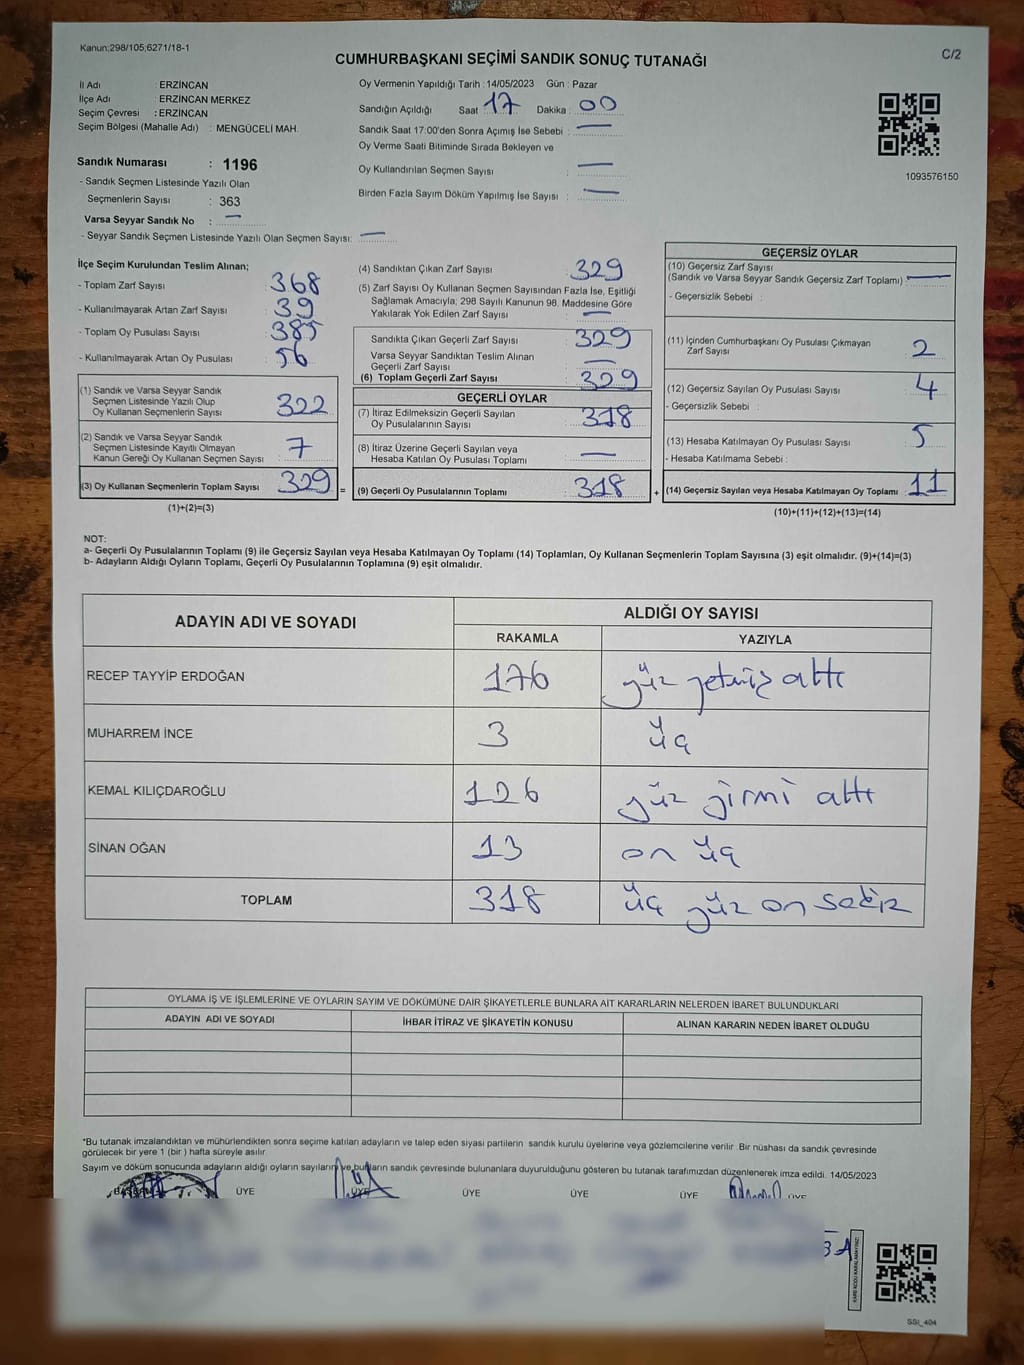 Kanun;298/105;6271/18-1
C/2
CUMHURBAŞKANI SEÇİMİ SANDIK SONUÇ TUTANAĞI
İl Adı : ERZİNCAN
İlçe Adı : ERZİNCAN MERKEZ
Seçim Çevresi : ERZİNCAN
Seçim Bölgesi (Mahalle Adı) : MENGÜCELİ MAH.
Sandık Numarası : 1196
- Sandık Seçmen Listesinde Yazılı Olan
Seçmenlerin Sayısı : 363
Varsa Seyyar Sandık No : —
- Seyyar Sandık Seçmen Listesinde Yazılı Olan Seçmen Sayısı: —
Oy Vermenin Yapıldığı Tarih : 14/05/2023 Gün : Pazar
Sandığın Açıldığı Saat 17 Dakika : 00
Sandık Saat 17:00'den Sonra Açımış İse Sebebi : —
Oy Verme Saati Bitiminde Sırada Bekleyen ve
Oy Kullandırılan Seçmen Sayısı : —
Birden Fazla Sayım Döküm Yapılmış İse Sayısı : —
1093576150
İlçe Seçim Kurulundan Teslim Alınan;
- Toplam Zarf Sayısı : 368
- Kullanılmayarak Artan Zarf Sayısı : 39
- Toplam Oy Pusulası Sayısı : 385
- Kullanılmayarak Artan Oy Pusulası : 56
(1) Sandık ve Varsa Seyyar Sandık
Seçmen Listesinde Yazılı Olup
Oy Kullanan Seçmenlerin Sayısı : 322
(2) Sandık ve Varsa Seyyar Sandık
Seçmen Listesinde Kayıtlı Olmayan
Kanun Gereği Oy Kullanan Seçmen Sayısı : 7
(3) Oy Kullanan Seçmenlerin Toplam Sayısı : 329 =
(1)+(2)=(3)
(4) Sandıktan Çıkan Zarf Sayısı : 329
(5) Zarf Sayısı Oy Kullanan Seçmen Sayısından Fazla İse, Eşitliği
Sağlamak Amacıyla; 298 Sayılı Kanunun 98. Maddesine Göre
Yakılarak Yok Edilen Zarf Sayısı : —
Sandıkta Çıkan Geçerli Zarf Sayısı : 329
Varsa Seyyar Sandıktan Teslim Alınan
Geçerli Zarf Sayısı : —
(6) Toplam Geçerli Zarf Sayısı : 329
GEÇERLİ OYLAR
(7) İtiraz Edilmeksizin Geçerli Sayılan
Oy Pusulalarının Sayısı : 318
(8) İtiraz Üzerine Geçerli Sayılan veya
Hesaba Katılan Oy Pusulası Toplamı : —
(9) Geçerli Oy Pusulalarının Toplamı : 318 +
GEÇERSİZ OYLAR
(10) Geçersiz Zarf Sayısı
(Sandık ve Varsa Seyyar Sandık Geçersiz Zarf Toplamı) : —
- Geçersizlik Sebebi :
(11) İçinden Cumhurbaşkanı Oy Pusulası Çıkmayan
Zarf Sayısı : 2
(12) Geçersiz Sayılan Oy Pusulası Sayısı : 4
- Geçersizlik Sebebi :
(13) Hesaba Katılmayan Oy Pusulası Sayısı : 5
- Hesaba Katılmama Sebebi :
(14) Geçersiz Sayılan veya Hesaba Katılmayan Oy Toplamı : 11
(10)+(11)+(12)+(13)=(14)
NOT:
a- Geçerli Oy Pusulalarının Toplamı (9) ile Geçersiz Sayılan veya Hesaba Katılmayan Oy Toplamı (14) Toplamları, Oy Kullanan Seçmenlerin Toplam Sayısına (3) eşit olmalıdır. (9)+(14)=(3)
b- Adayların Aldığı Oyların Toplamı, Geçerli Oy Pusulalarının Toplamına (9) eşit olmalıdır.
ADAYIN ADI VE SOYADI ALDIĞI OY SAYISI
RAKAMLA YAZIYLA
RECEP TAYYİP ERDOĞAN 176 yüz yetmiş altı
MUHARREM İNCE 3 üç
KEMAL KILIÇDAROĞLU 126 yüz yirmi altı
SİNAN OĞAN 13 on üç
TOPLAM 318 üç yüz on sekiz
OYLAMA İŞ VE İŞLEMLERİNE VE OYLARIN SAYIM VE DÖKÜMÜNE DAİR ŞİKAYETLERLE BUNLARA AİT KARARLARIN NELERDEN İBARET BULUNDUKLARI
ADAYIN ADI VE SOYADI İHBAR İTİRAZ VE ŞİKAYETİN KONUSU ALINAN KARARIN NEDEN İBARET OLDUĞU
*Bu tutanak imzalandıktan ve mühürlendikten sonra seçime katılan adayların ve talep eden siyasi partilerin sandık kurulu üyelerine veya gözlemcilerine verilir. Bir nüshası da sandık çevresinde
görülecek bir yere 1 (bir ) hafta süreyle asılır.
Sayım ve döküm sonucunda adayların aldığı oyların sayıların ve bunların sandık çevresinde bulunanlara duyurulduğunu gösteren bu tutanak tarafımızdan düzenlenerek imza edildi. 14/05/2023
BAŞKAN ÜYE ÜYE ÜYE ÜYE ÜYE ÜYE
SSİ_404